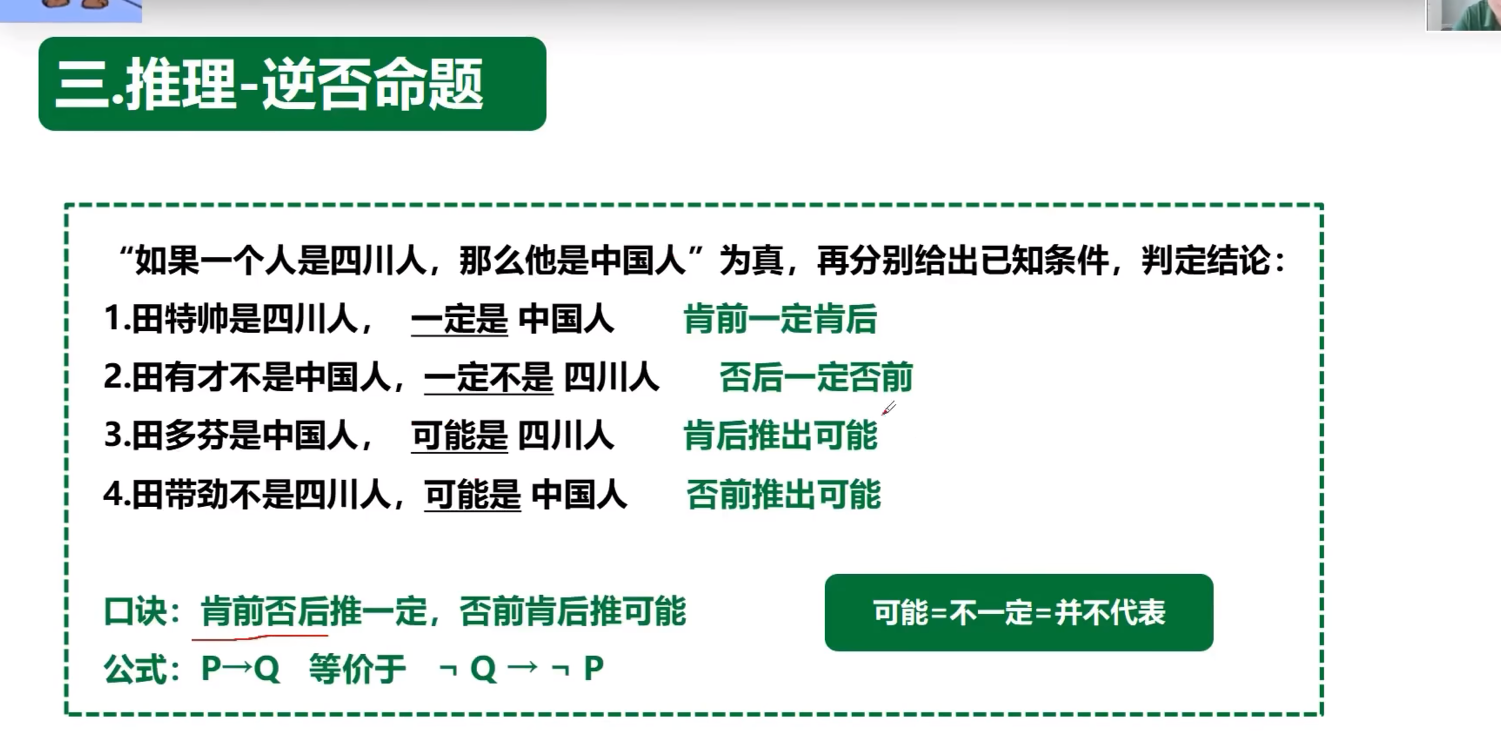 三.推理-逆否命题
“如果一个人是四川人，那么他是中国人”为真，再分别给出已知条件，判定结论：
1.田特帅是四川人， 一定是 中国人 肯前一定肯后
2.田有才不是中国人，一定不是 四川人 否后一定否前
3.田多芬是中国人， 可能是 四川人 肯后推出可能
4.田带劲不是四川人，可能是 中国人 否前推出可能
口诀：肯前否后推一定，否前肯后推可能
可能=不一定=并不代表
公式：P→Q 等价于 ¬ Q → ¬ P